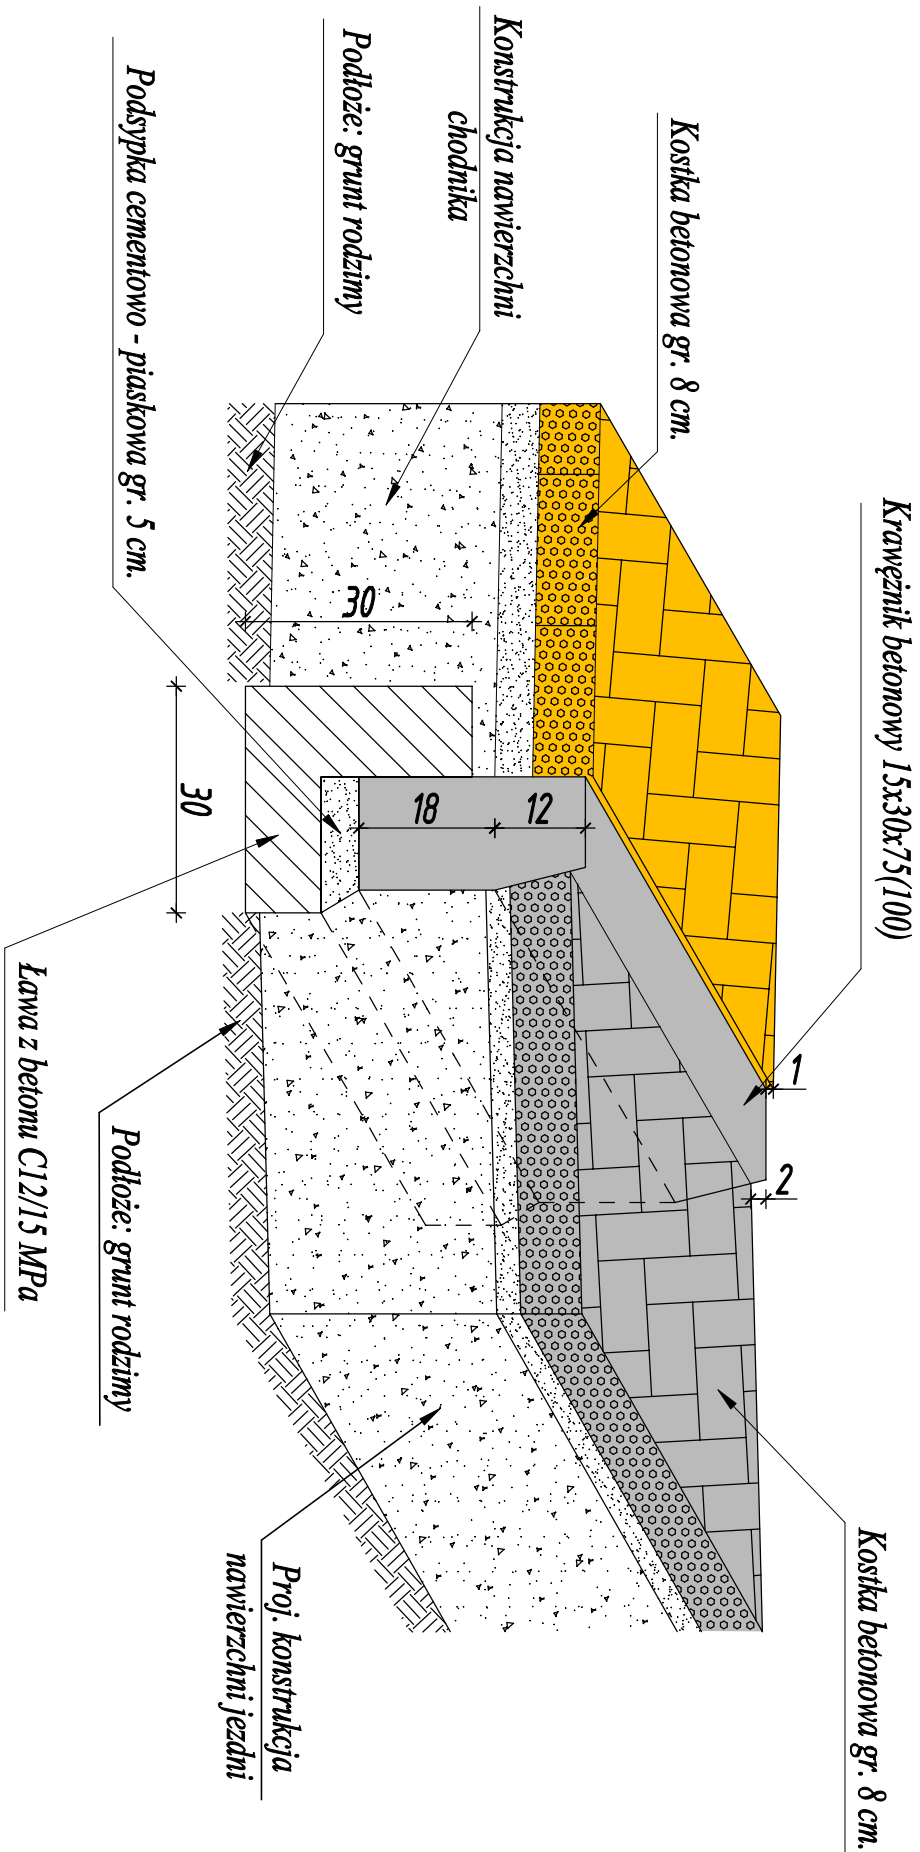 Krawężnik betonowy 15x30x75(100)
Kostka betonowa gr. 8 cm.
Kostka betonowa gr. 8 cm.
Konstrukcja nawierzchni
chodnika
Podłoże: grunt rodzimy
Podsypka cementowo - piaskowa gr. 5 cm.
1
2
12
18
30
30
Proj. konstrukcja
nawierzchni jezdni
Podłoże: grunt rodzimy
Ława z betonu C12/15 MPa